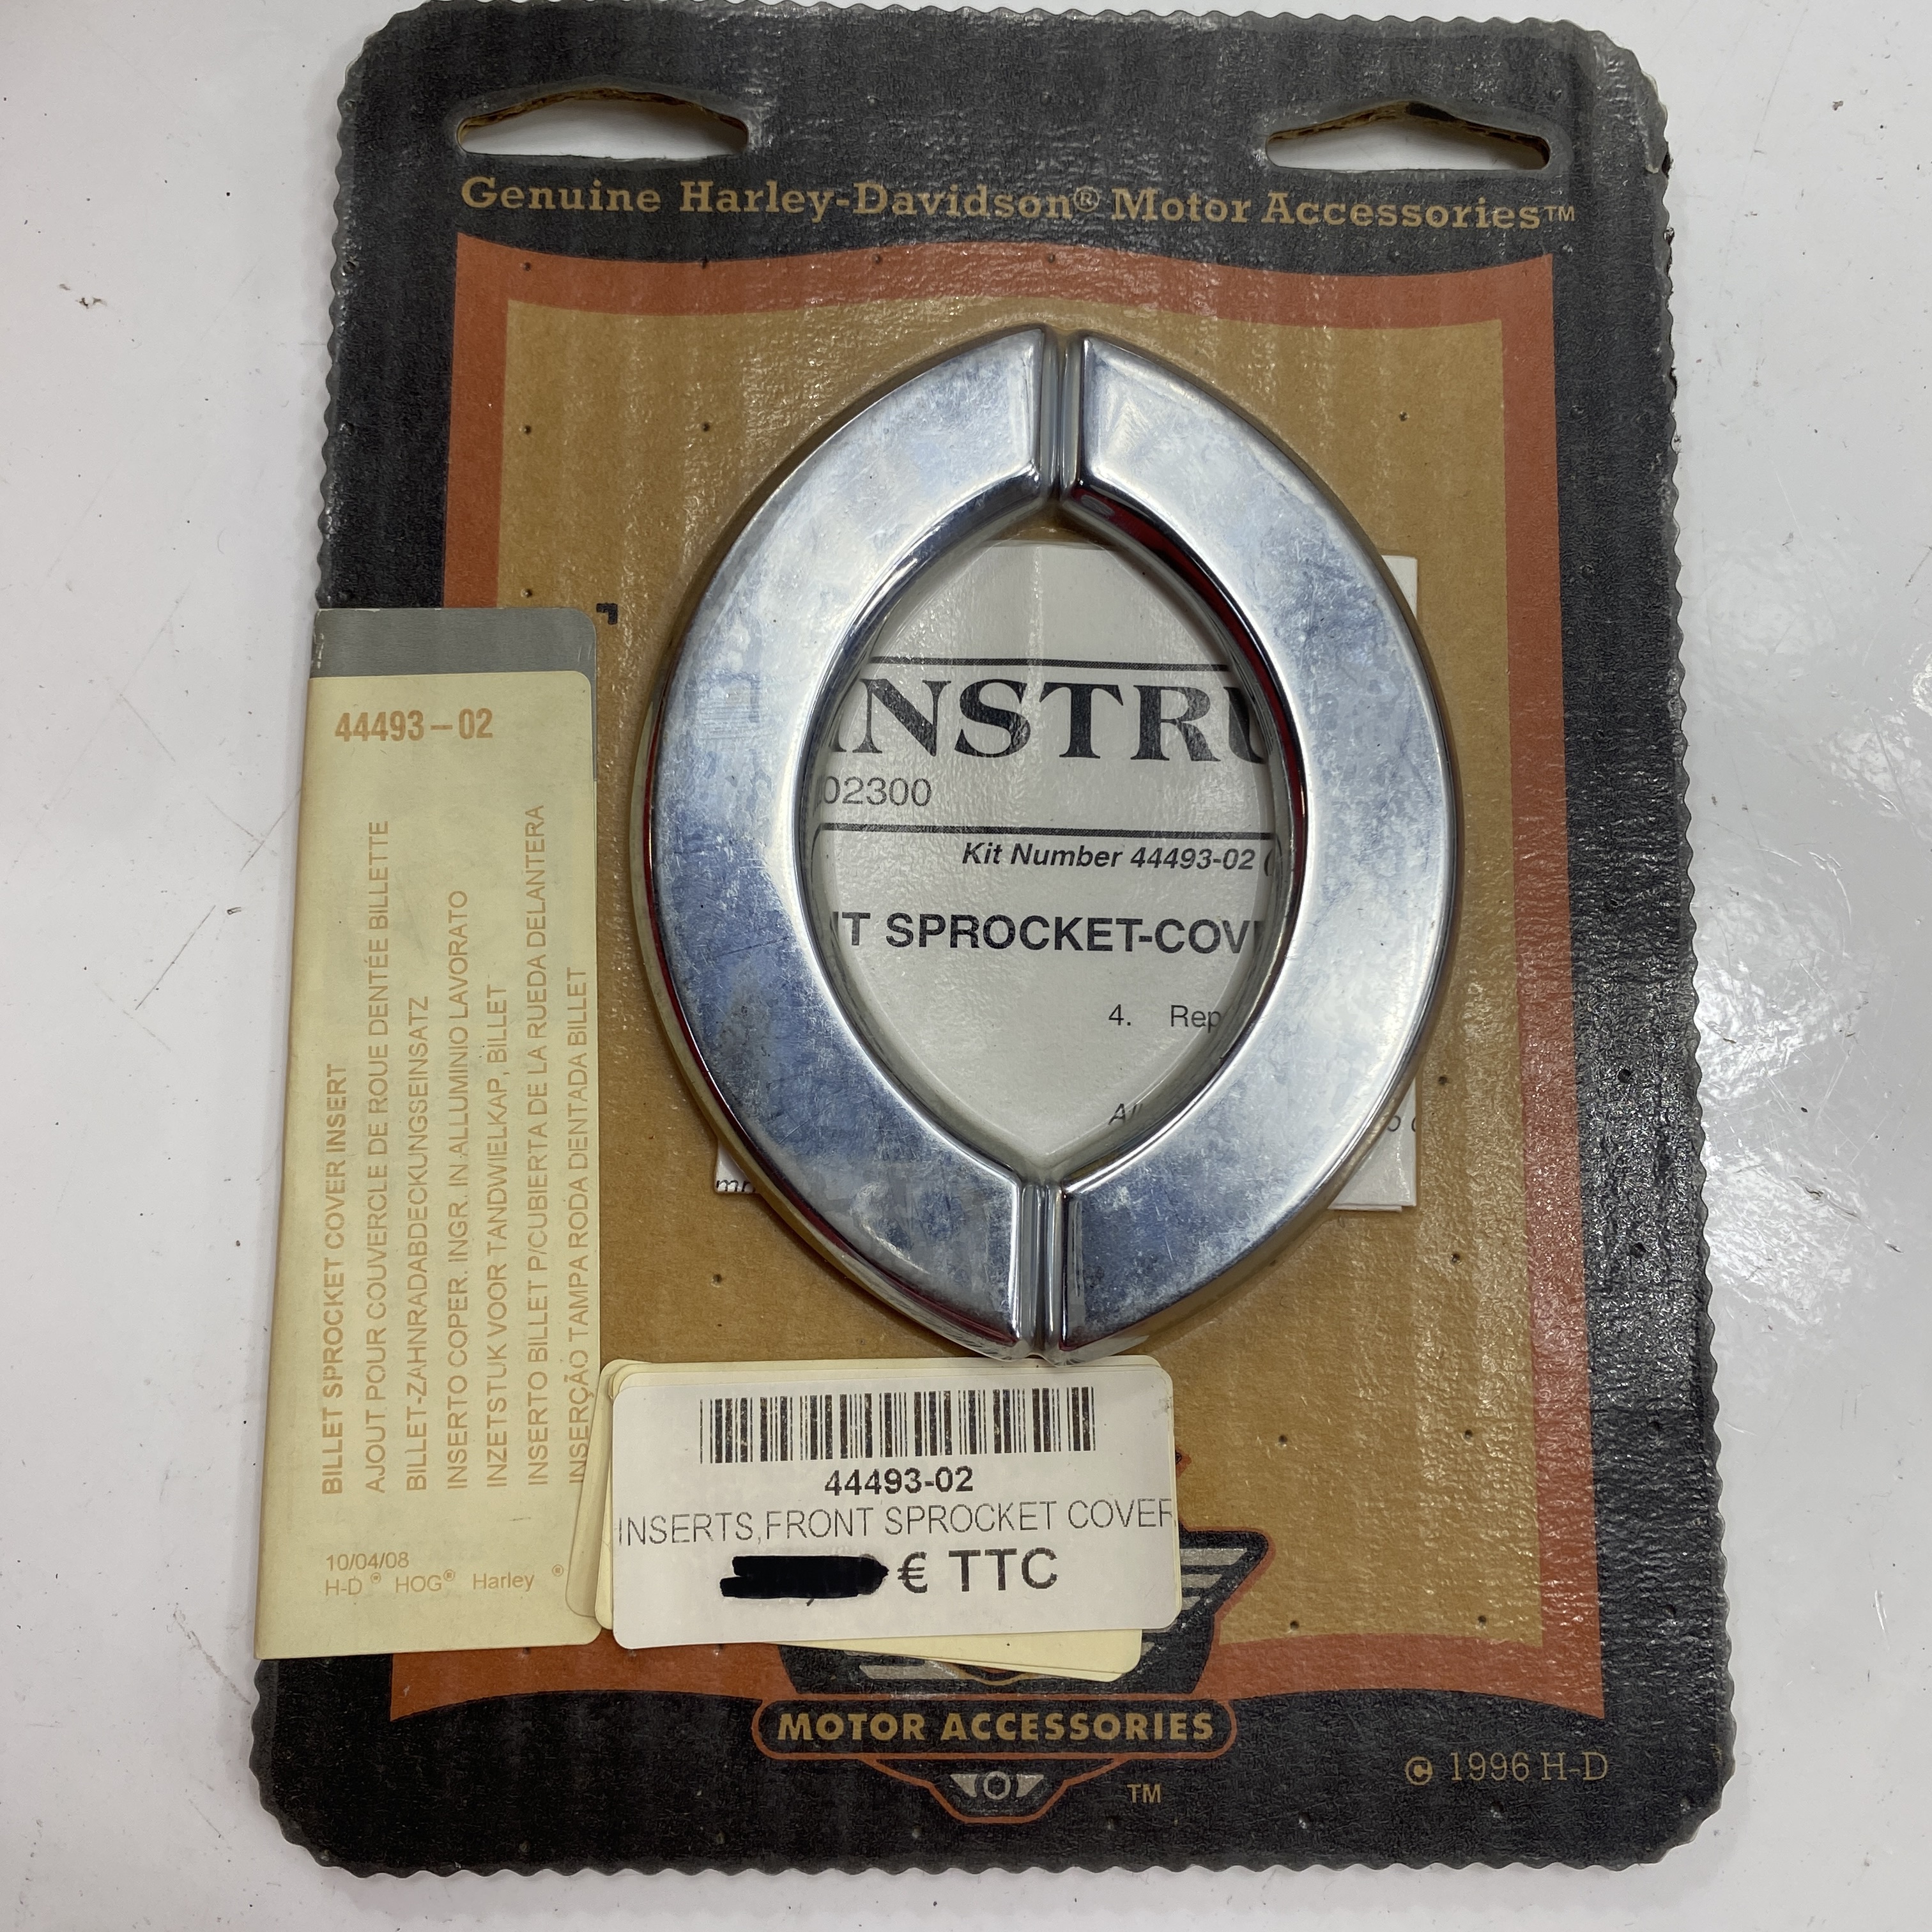 Genuine Harley-Davidson® Motor Accessories™
44493-02
BILLET SPROCKET COVER INSERT
AJOUT POUR COUVERCLE DE ROUE DENTÉE BILLETTE
BILLET-ZAHNRADABDECKUNGSEINSATZ
INSERTO COPER. INGR. IN ALLUMINIO LAVORATO
INZETSTUK VOOR TANDWIELKAP, BILLET
INSERTO BILLET P/CUBIERTA DE LA RUEDA DELANTERA
INSERÇÃO TAMPA RODA DENTADA BILLET
10/04/08
H-D® HOG® Harley®
INSTRU
02300
Kit Number 44493-02 (
T SPROCKET-COV
4. Rep
44493-02
INSERTS,FRONT SPROCKET COVER
€ TTC
MOTOR ACCESSORIES
™
© 1996 H-D